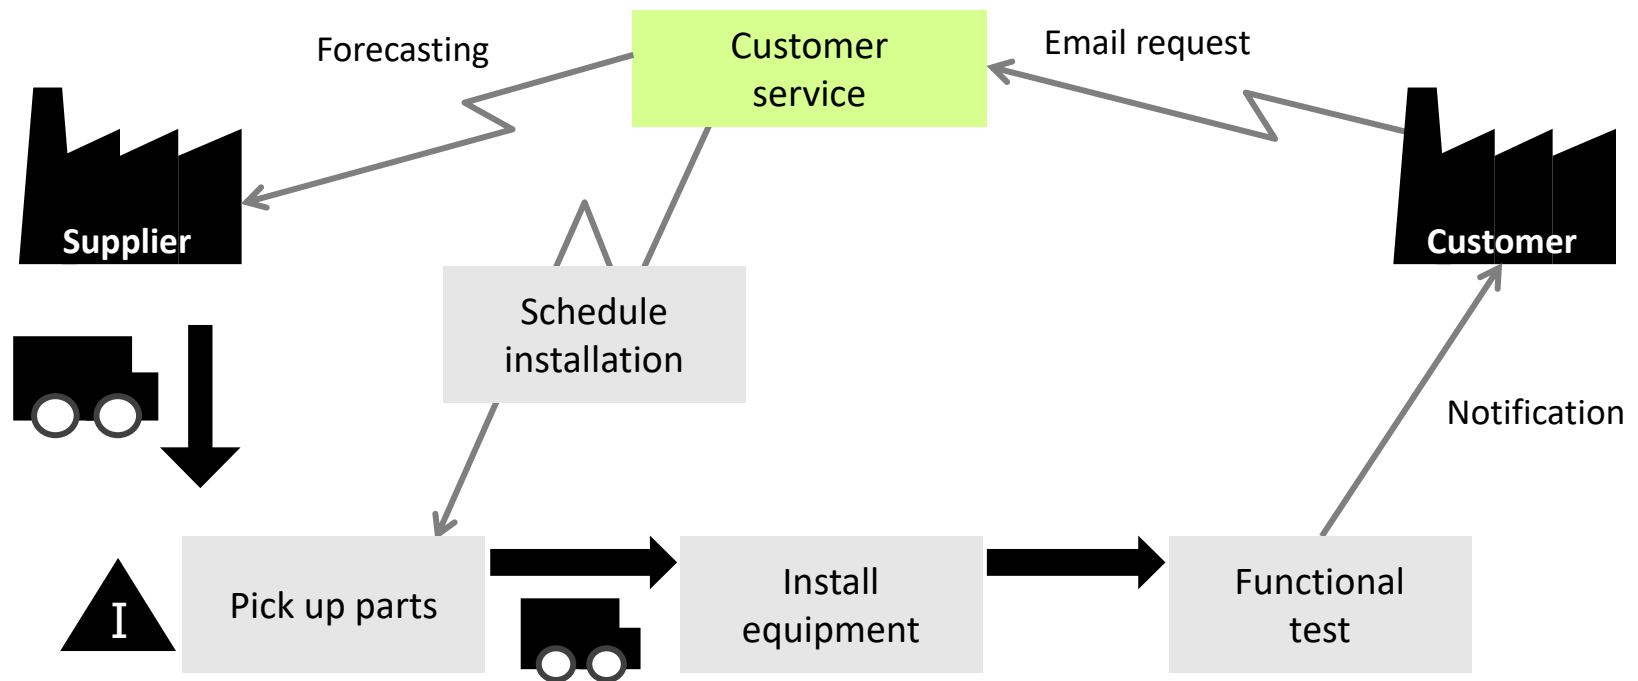 Forecasting
Customer
service
Email request
Supplier
Customer
Schedule
installation
Notification
I
Pick up parts
Install
equipment
Functional
test